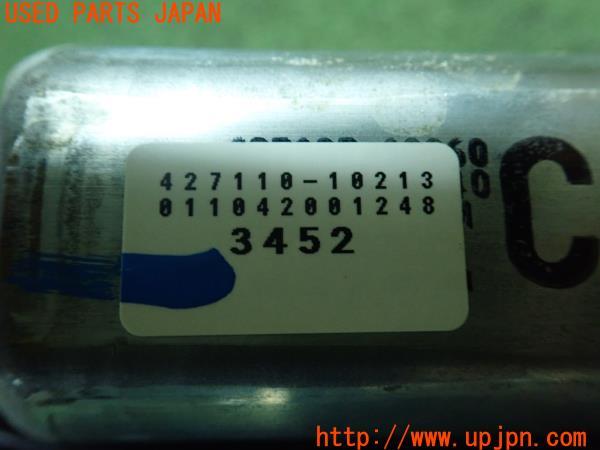 USED PARTS JAPAN
427110-10213
011042001248
3452
C
http://www.upjpn.com